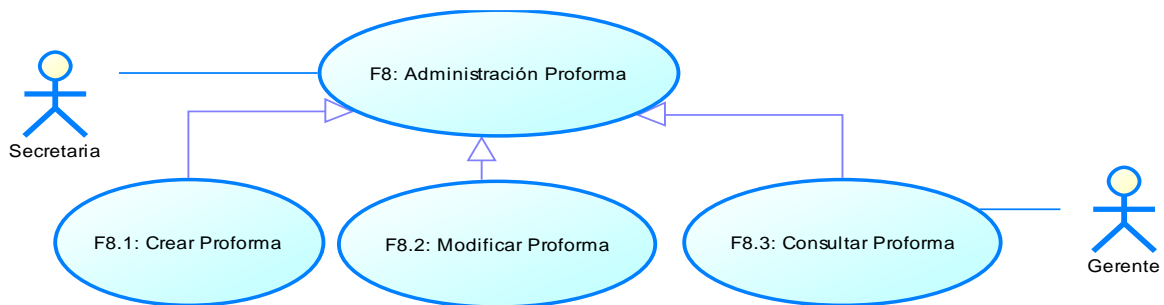 F8: Administración Proforma
Secretaria
F8.1: Crear Proforma
F8.2: Modificar Proforma
F8.3: Consultar Proforma
Gerente